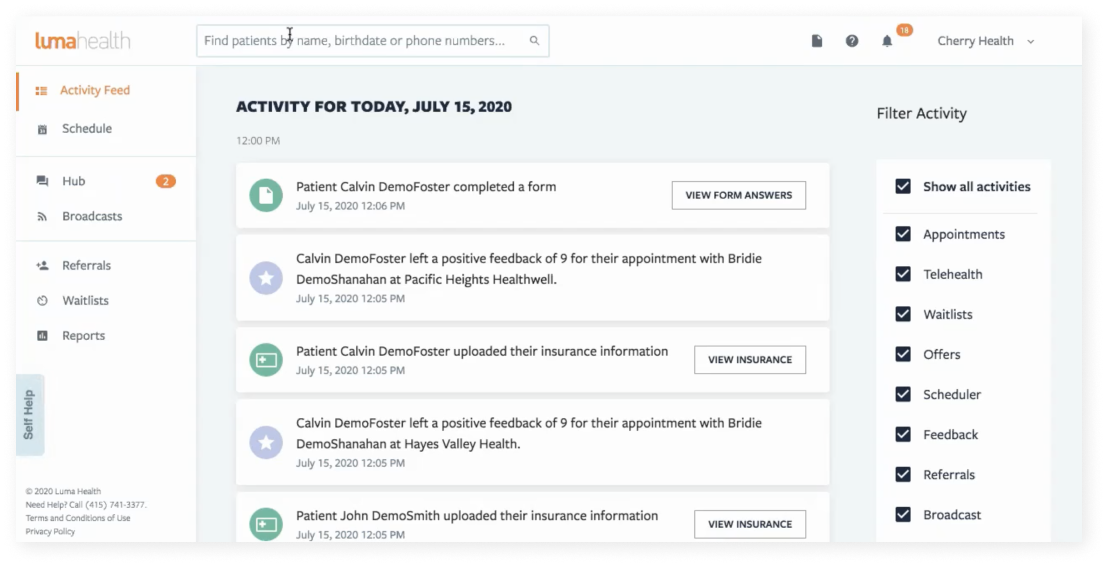 lumahealth
Find patients by name, birthdate or phone numbers...
18
Cherry Health
Activity Feed
Schedule
Hub
2
Broadcasts
Referrals
Waitlists
Reports
Self Help
© 2020 Luma Health
Need Help? Call (415) 741-3377.
Terms and Conditions of Use
Privacy Policy
ACTIVITY FOR TODAY, JULY 15, 2020
12:00 PM
Patient Calvin DemoFoster completed a form
July 15, 2020 12:06 PM
VIEW FORM ANSWERS
Calvin DemoFoster left a positive feedback of 9 for their appointment with Bridie
DemoShanahan at Pacific Heights Healthwell.
July 15, 2020 12:05 PM
Patient Calvin DemoFoster uploaded their insurance information
July 15, 2020 12:05 PM
VIEW INSURANCE
Calvin DemoFoster left a positive feedback of 9 for their appointment with Bridie
DemoShanahan at Hayes Valley Health.
July 15, 2020 12:05 PM
Patient John DemoSmith uploaded their insurance information
July 15, 2020 12:05 PM
VIEW INSURANCE
Filter Activity
Show all activities
Appointments
Telehealth
Waitlists
Offers
Scheduler
Feedback
Referrals
Broadcast